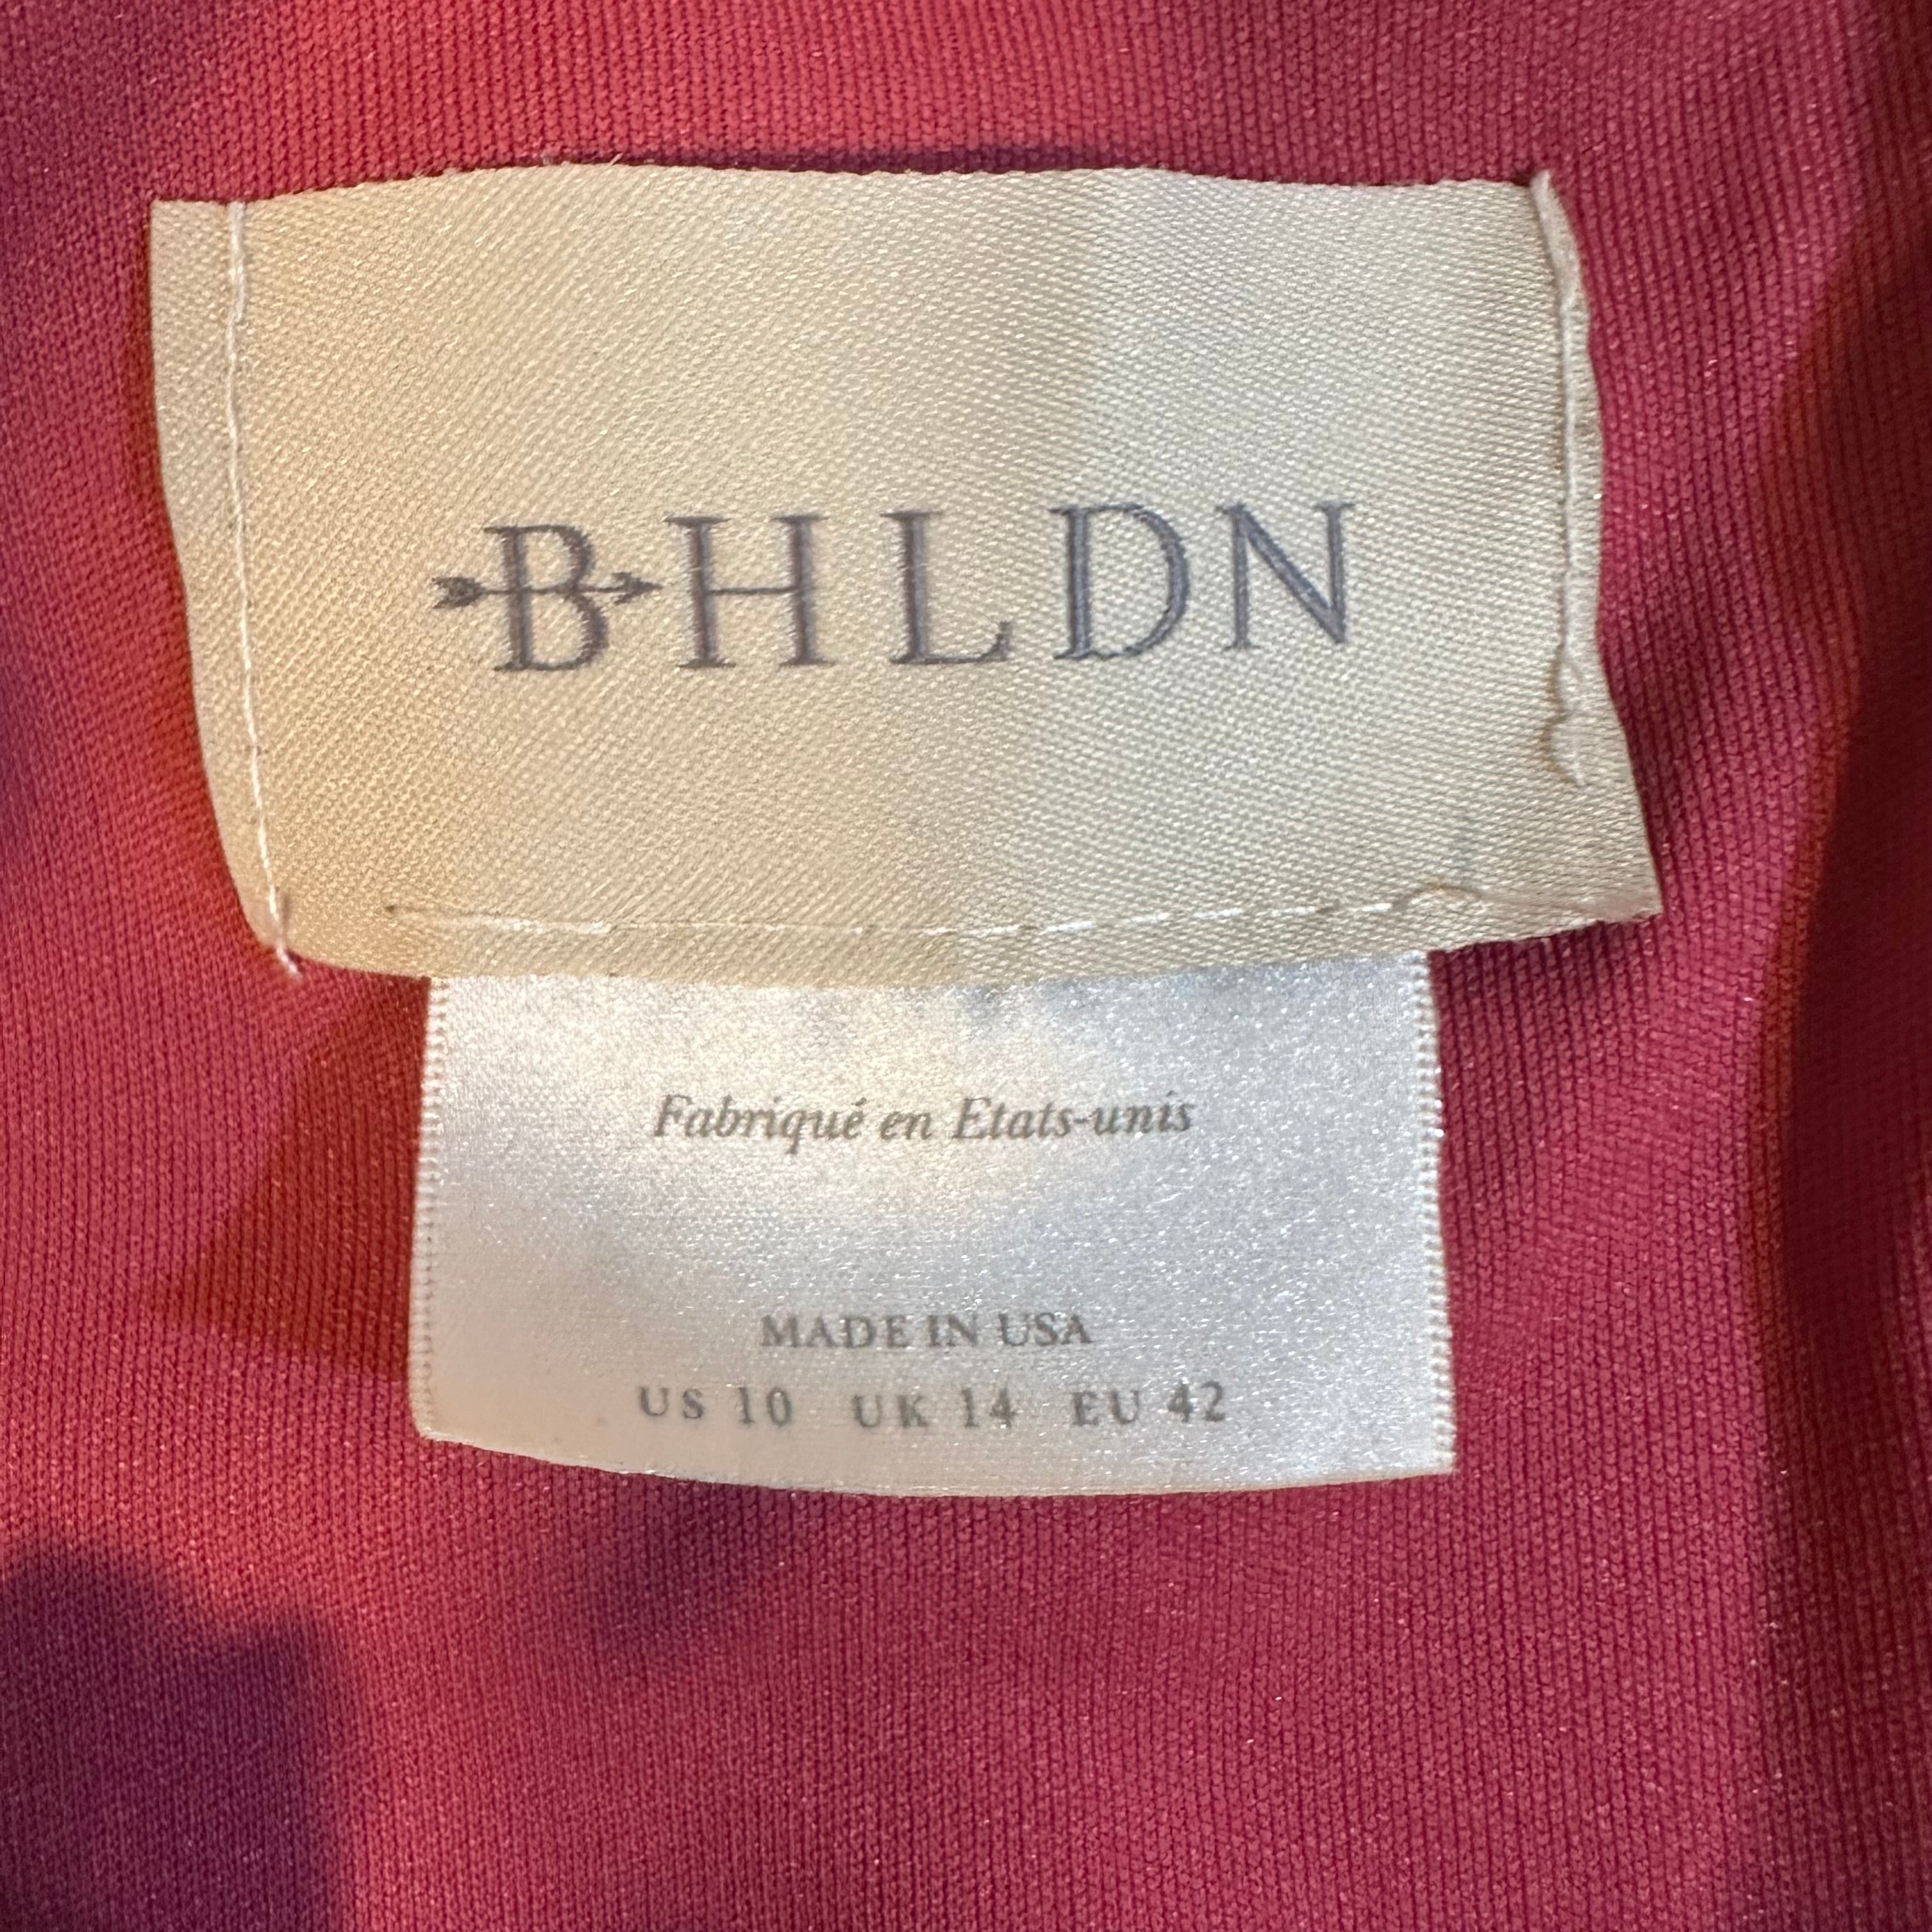 BHLDN
Fabriqué en Etats-unis
MADE IN USA
US 10 UK 14 EU 42